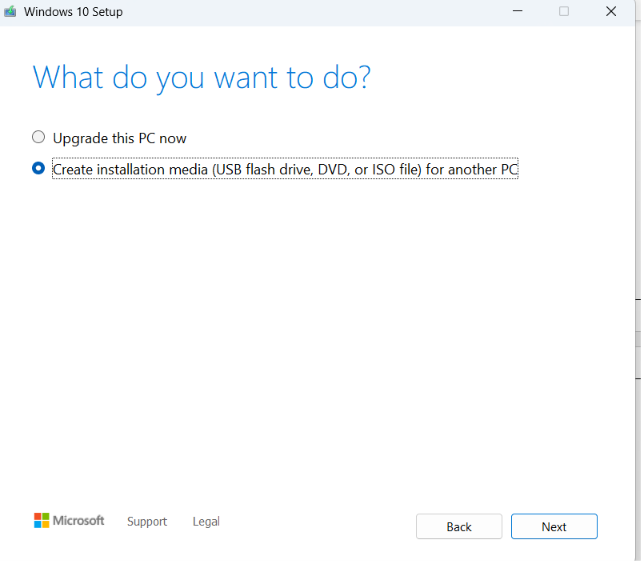 Windows 10 Setup
What do you want to do?
Upgrade this PC now
Create installation media (USB flash drive, DVD, or ISO file) for another PC
Microsoft Support Legal
Back Next